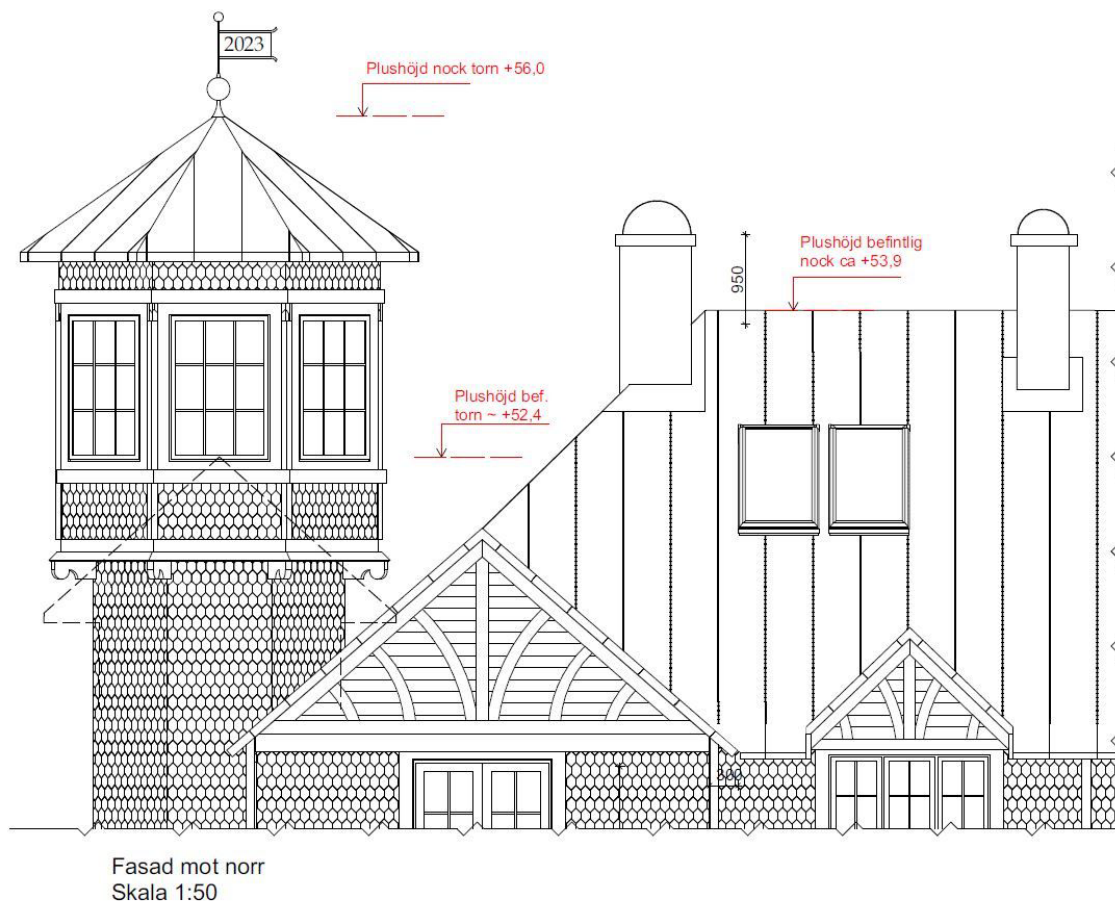 2023
Plushöjd nock torn +56,0
Plushöjd befintlig
nock ca +53,9
950
Plushöjd bef.
torn ~ +52,4
300
Fasad mot norr
Skala 1:50